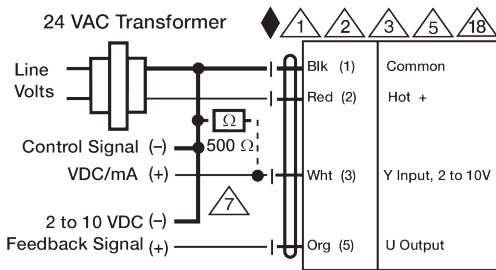 24 VAC Transformer
1 2 3 5 18
Line
Volts
Blk (1) Common
Red (2) Hot +
Ω
500 Ω
Control Signal (-)
VDC/mA (+)
Wht (3) Y Input, 2 to 10V
7
2 to 10 VDC (-)
Feedback Signal (+)
Org (5) U Output